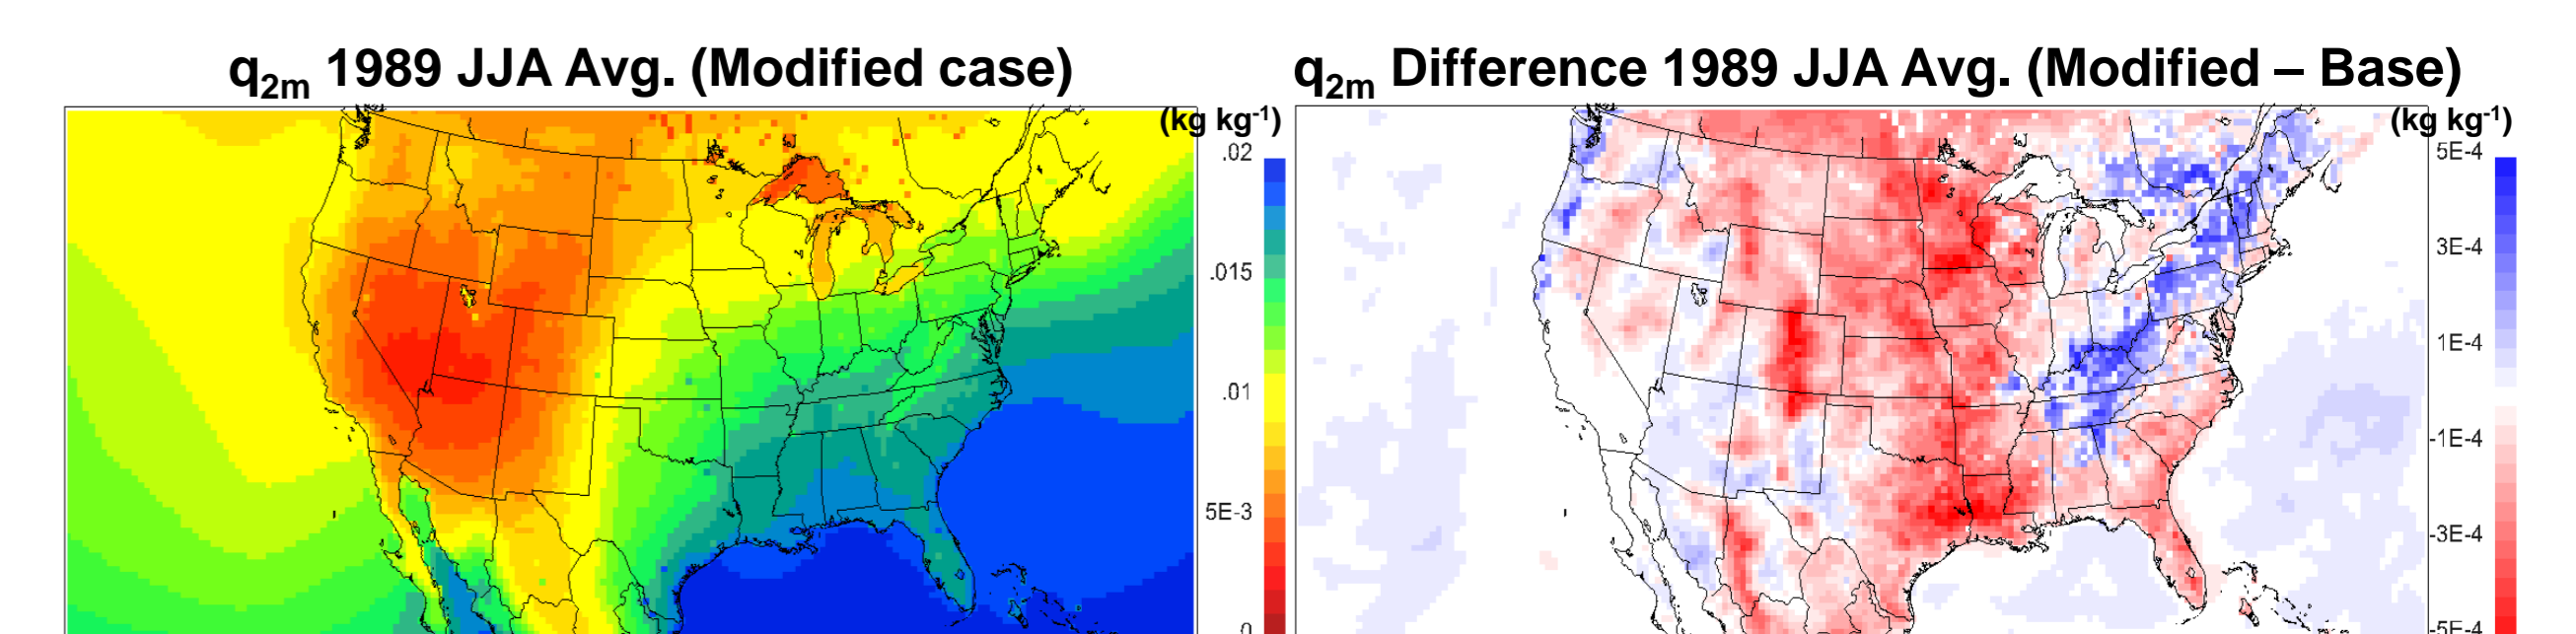 q2m 1989 JJA Avg. (Modified case)
(kg kg-1)
.02
.015
.01
5E-3
0
q2m Difference 1989 JJA Avg. (Modified – Base)
(kg kg-1)
5E-4
3E-4
1E-4
-1E-4
-3E-4
-5E-4